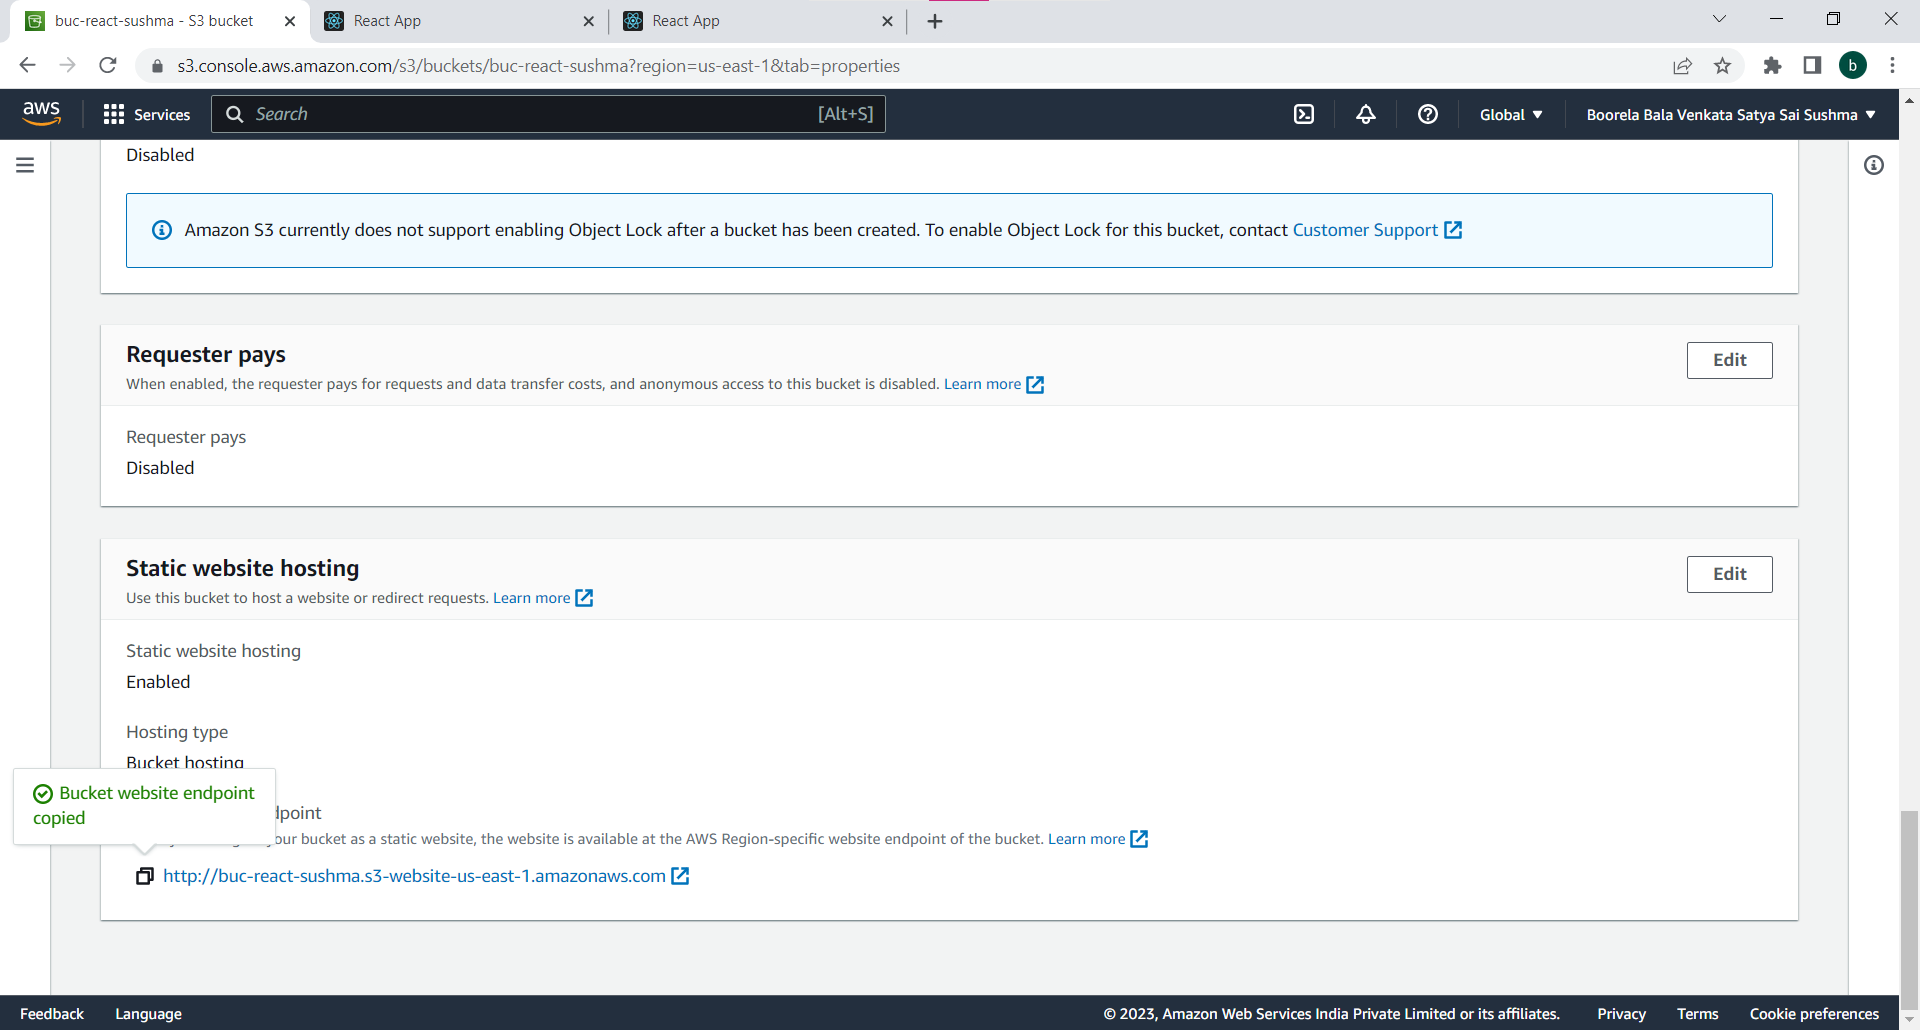 buc-react-sushma - S3 bucket
React App
React App
s3.console.aws.amazon.com/s3/buckets/buc-react-sushma?region=us-east-1&tab=properties
b
aws
Services
Search
[Alt+S]
Global
Boorela Bala Venkata Satya Sai Sushma
Disabled
Amazon S3 currently does not support enabling Object Lock after a bucket has been created. To enable Object Lock for this bucket, contact Customer Support
Requester pays
Edit
When enabled, the requester pays for requests and data transfer costs, and anonymous access to this bucket is disabled. Learn more
Requester pays
Disabled
Static website hosting
Edit
Use this bucket to host a website or redirect requests. Learn more
Static website hosting
Enabled
Hosting type
Bucket hosting
Bucket website endpoint
copied
dpoint
our bucket as a static website, the website is available at the AWS Region-specific website endpoint of the bucket. Learn more
http://buc-react-sushma.s3-website-us-east-1.amazonaws.com
Feedback
Language
© 2023, Amazon Web Services India Private Limited or its affiliates.
Privacy
Terms
Cookie preferences